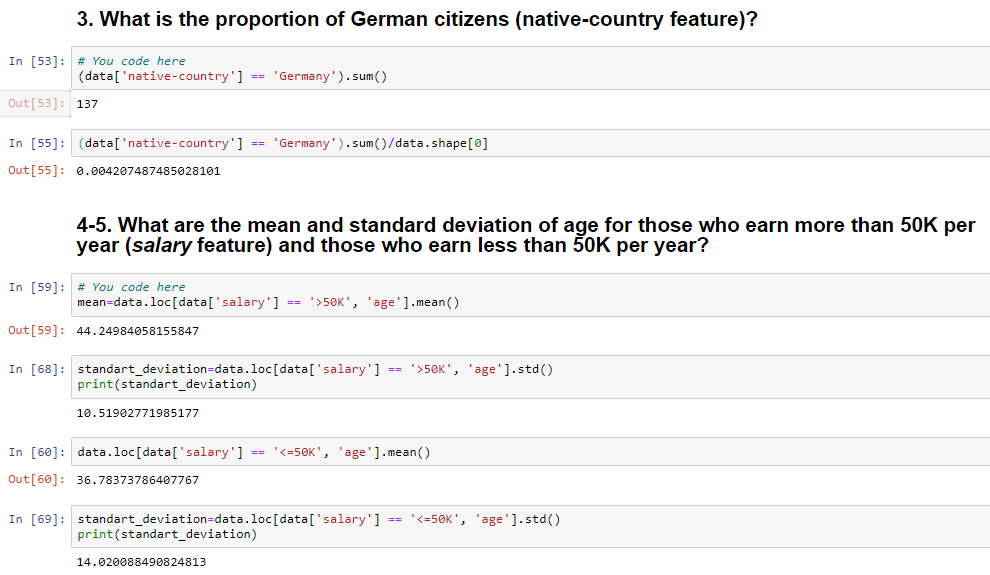 3. What is the proportion of German citizens (native-country feature)?
In [53]: # You code here
(data['native-country'] == 'Germany').sum()
Out[53]: 137
In [55]: (data['native-country'] == 'Germany').sum()/data.shape[0]
Out[55]: 0.004207487485028101
4-5. What are the mean and standard deviation of age for those who earn more than 50K per
year (salary feature) and those who earn less than 50K per year?
In [59]: # You code here
mean=data.loc[data['salary'] == '>50K', 'age'].mean()
Out[59]: 44.24984058155847
In [68]: standart_deviation=data.loc[data['salary'] == '>50K', 'age'].std()
print(standart_deviation)
10.51902771985177
In [60]: data.loc[data['salary'] == '<=50K', 'age'].mean()
Out[60]: 36.78373786407767
In [69]: standart_deviation=data.loc[data['salary'] == '<=50K', 'age'].std()
print(standart_deviation)
14.020088490824813